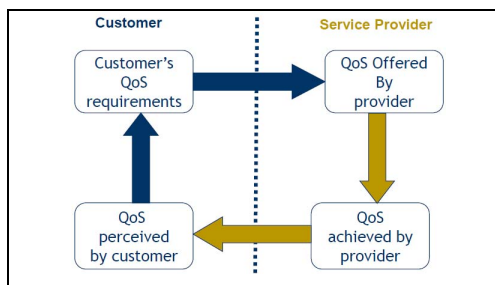 Customer
Service Provider
Customer's
QoS
requirements
QoS Offered
By
provider
QoS
perceived
by customer
QoS
achieved by
provider